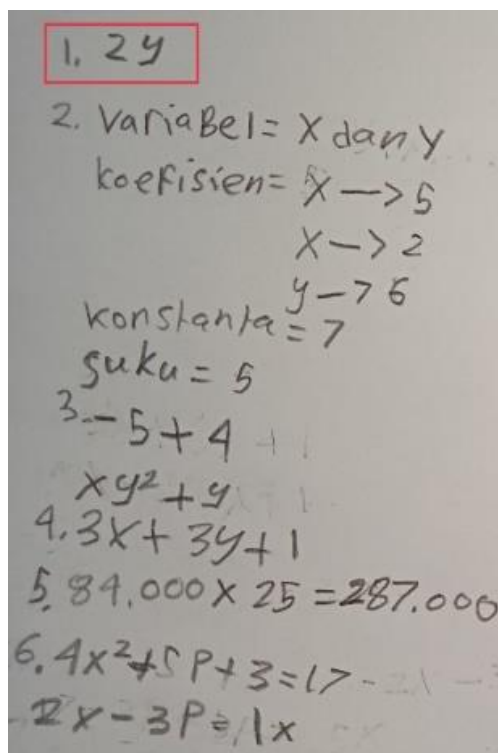 1. 2y
2. VariaBel= X dan Y
koefisien= X —> 5
X —> 2
y —> 6
konstanta = 7
suku = 5
3. - 5 + 4
xy² + y
4. 3x + 3y + 1
5. 84.000 x 25 = 287.000
6. 4x² + 5P + 3 = 17
2x - 3P = 1x